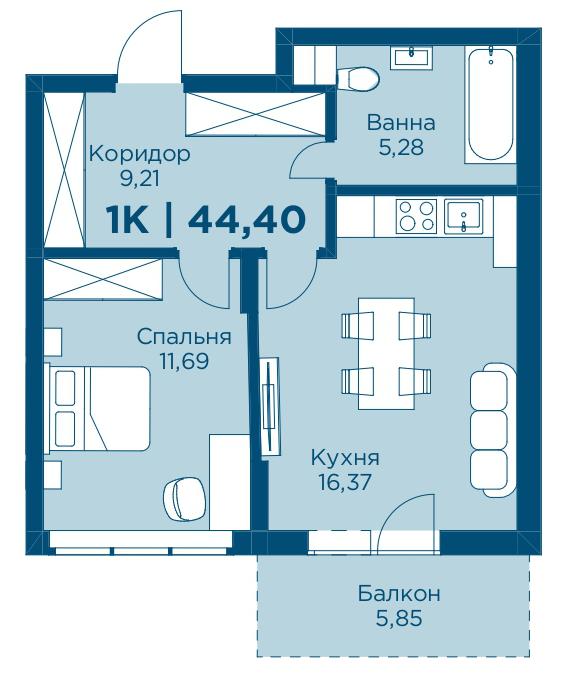 Ванна
5,28
Коридор
9,21
1К | 44,40
Спальня
11,69
Кухня
16,37
Балкон
5,85